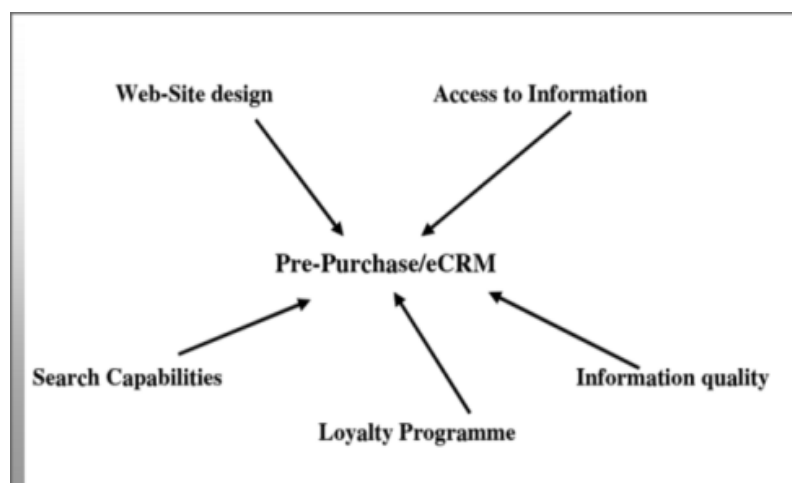 Web-Site design
Access to Information
Pre-Purchase/eCRM
Search Capabilities
Information quality
Loyalty Programme